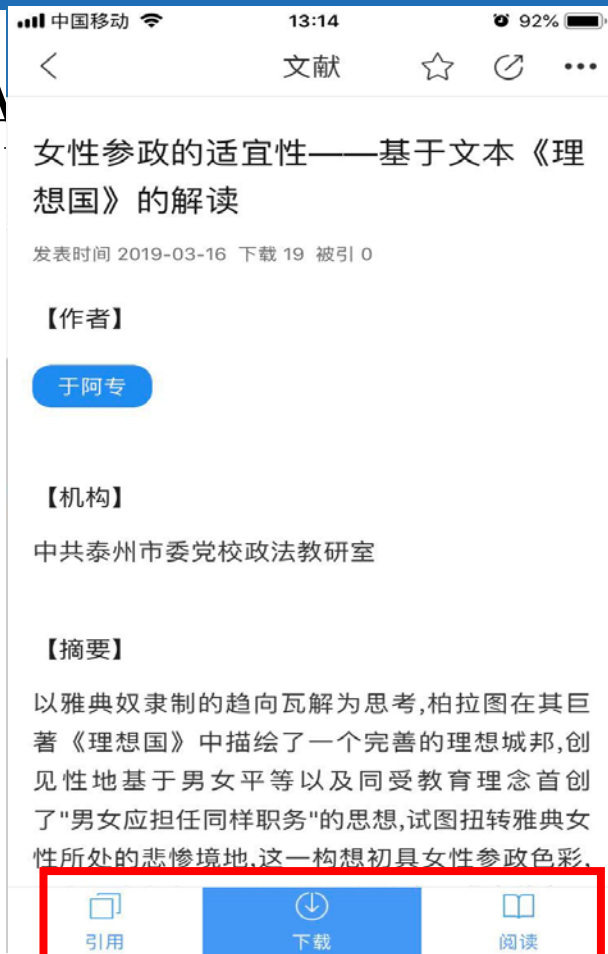 中国移动 13:14 92%
文献
女性参政的适宜性——基于文本《理
想国》的解读
发表时间 2019-03-16 下载 19 被引 0
【作者】
于阿专
【机构】
中共泰州市委党校政法教研室
【摘要】
以雅典奴隶制的趋向瓦解为思考,柏拉图在其巨
著《理想国》中描绘了一个完善的理想城邦,创
见性地基于男女平等以及同受教育理念首创
了"男女应担任同样职务"的思想,试图扭转雅典女
性所处的悲惨境地,这一构想初具女性参政色彩,
引用 下载 阅读